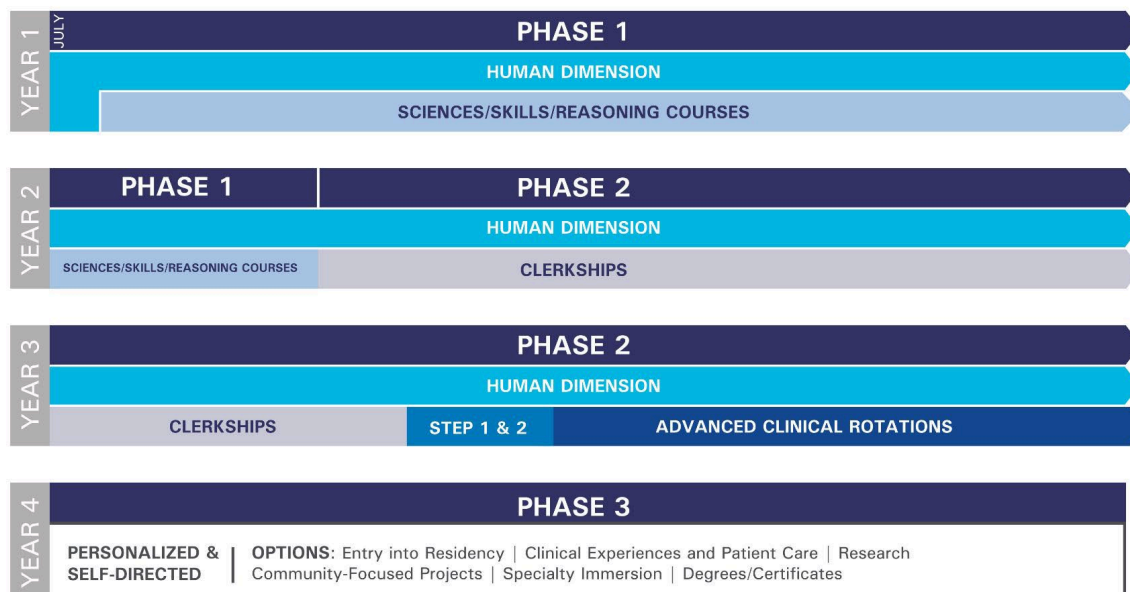 YEAR 1
JULY
PHASE 1
HUMAN DIMENSION
SCIENCES/SKILLS/REASONING COURSES
YEAR 2
PHASE 1
PHASE 2
HUMAN DIMENSION
SCIENCES/SKILLS/REASONING COURSES
CLERKSHIPS
YEAR 3
PHASE 2
HUMAN DIMENSION
CLERKSHIPS
STEP 1 & 2
ADVANCED CLINICAL ROTATIONS
YEAR 4
PHASE 3
PERSONALIZED &
SELF-DIRECTED
OPTIONS: Entry into Residency | Clinical Experiences and Patient Care | Research
Community-Focused Projects | Specialty Immersion | Degrees/Certificates